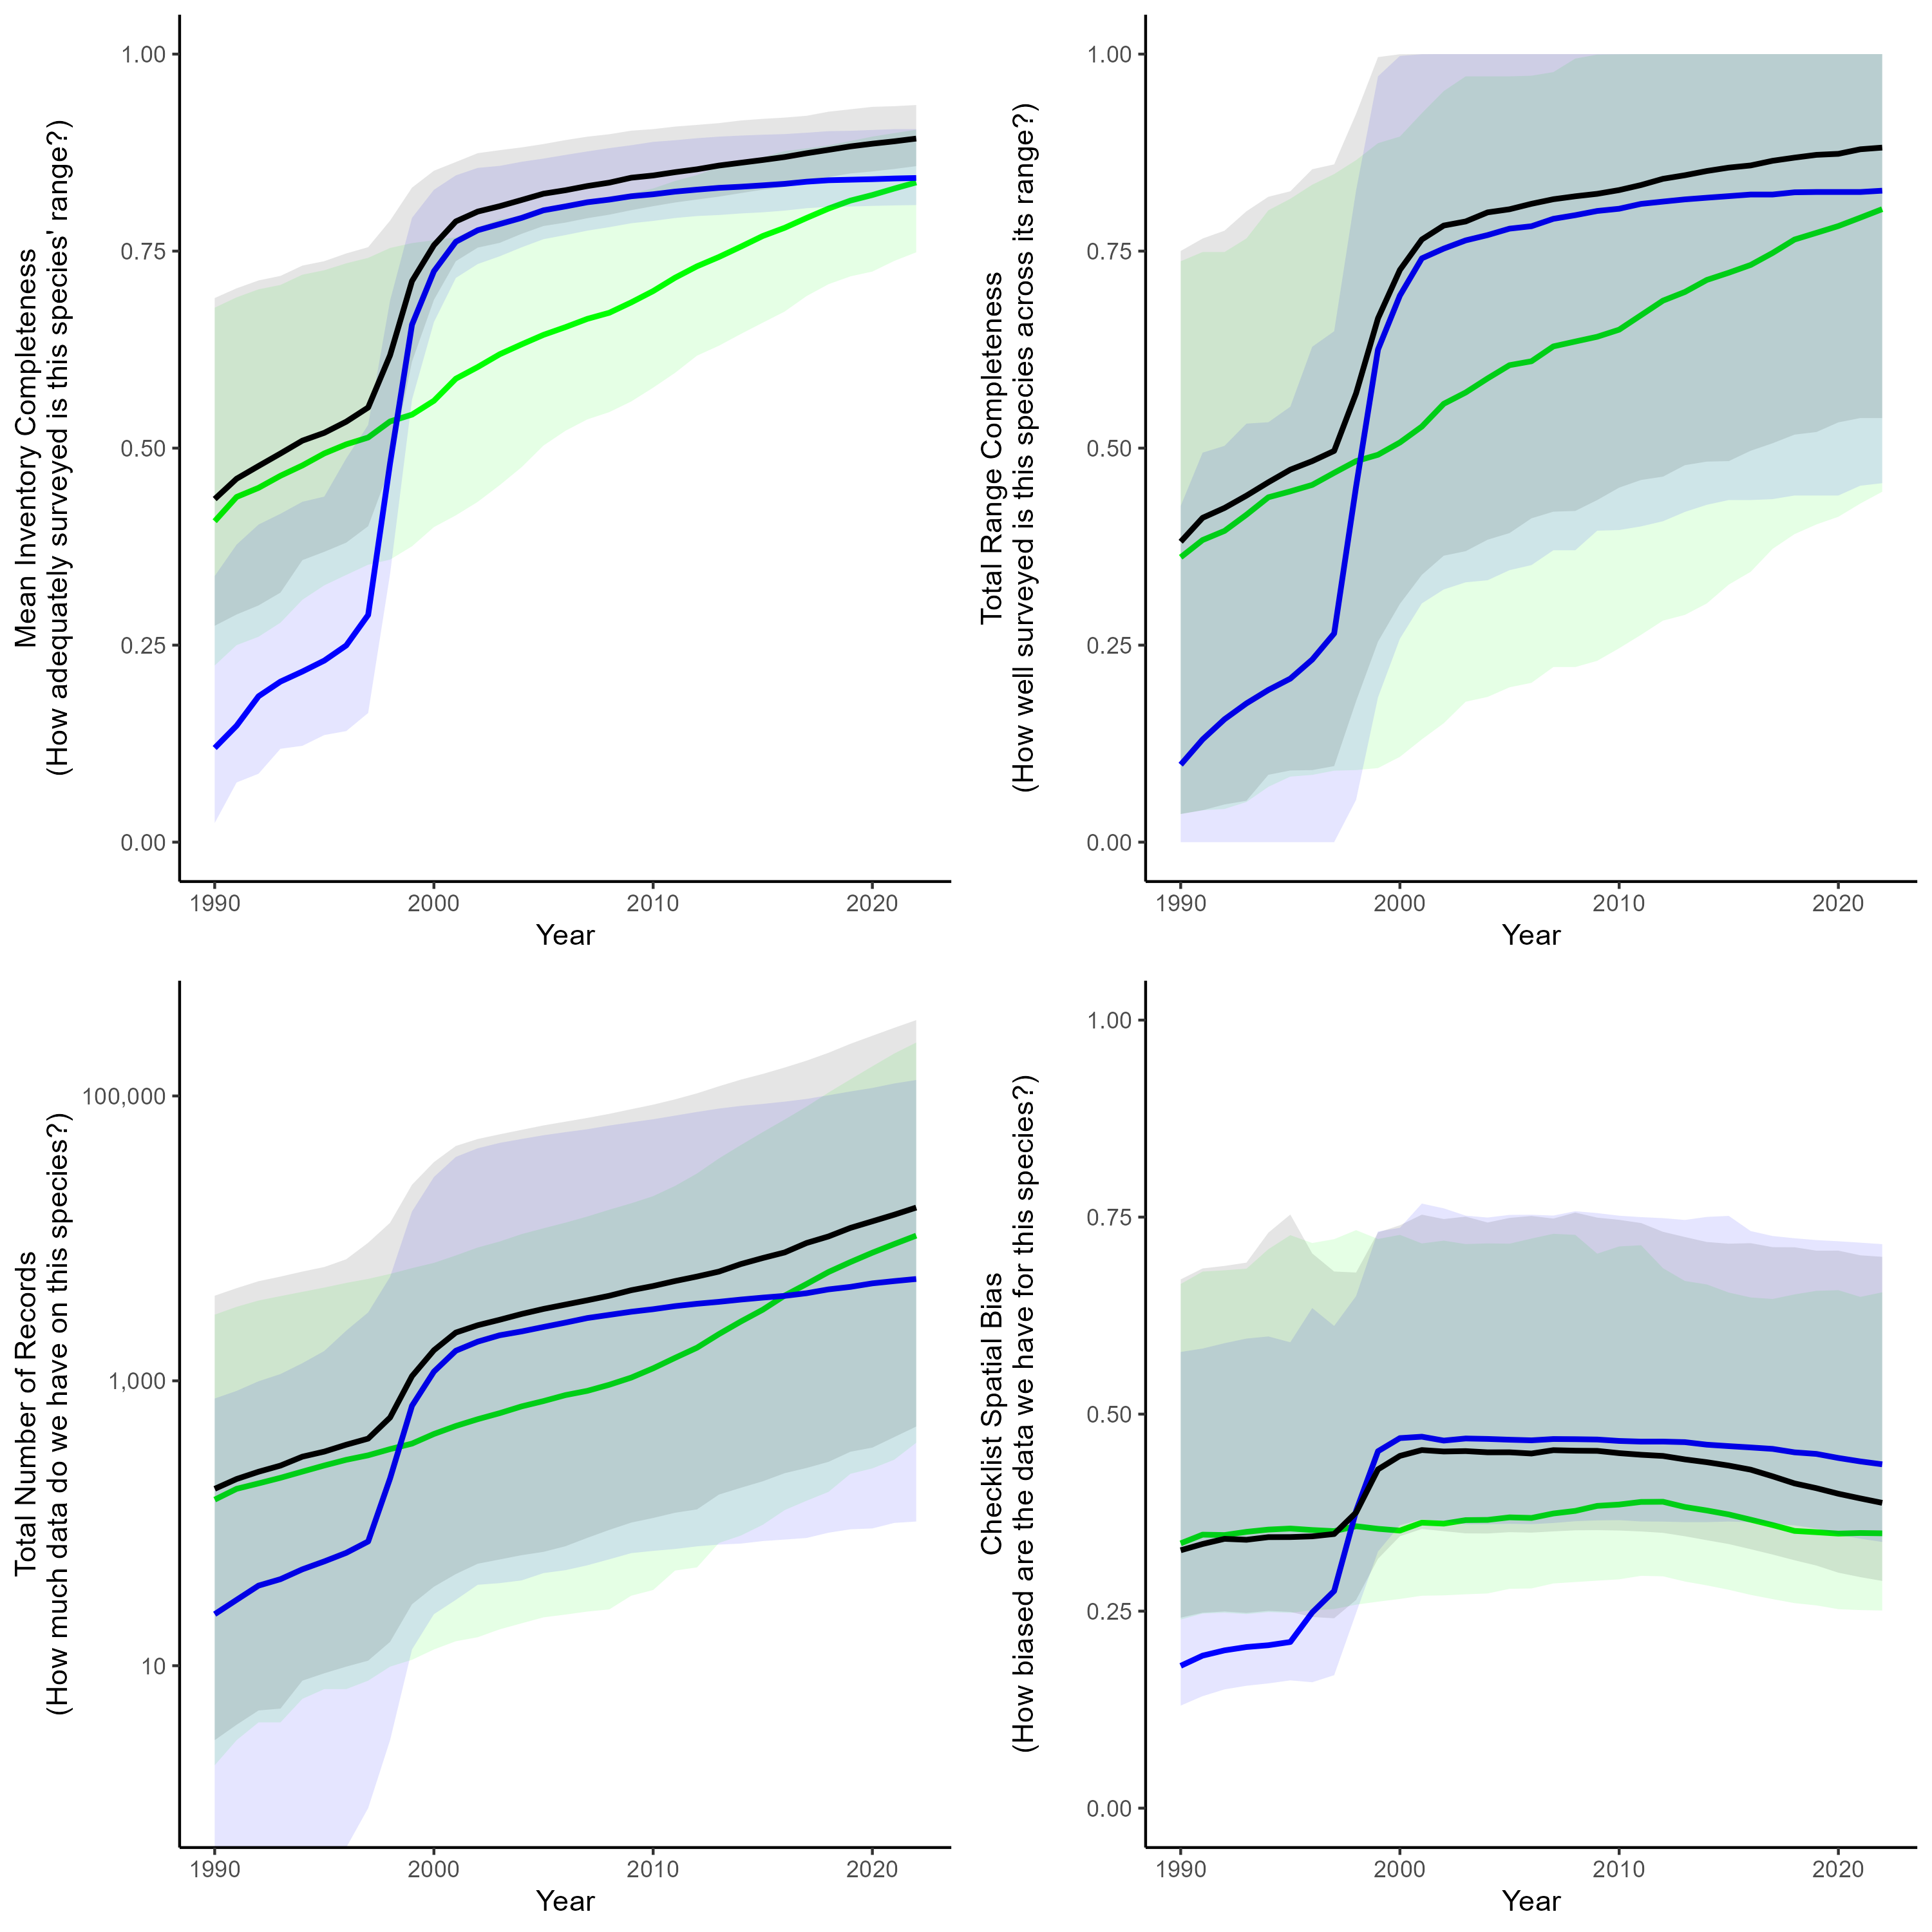 Mean Inventory Completeness
(How adequately surveyed is this species' range?)
1.00
0.75
0.50
0.25
0.00
1990
2000
2010
2020
Year
Total Range Completeness
(How well surveyed is this species across its range?)
1.00
0.75
0.50
0.25
0.00
1990
2000
2010
2020
Year
Total Number of Records
(How much data do we have on this species?)
100,000
1,000
10
1990
2000
2010
2020
Year
Checklist Spatial Bias
(How biased are the data we have for this species?)
1.00
0.75
0.50
0.25
0.00
1990
2000
2010
2020
Year